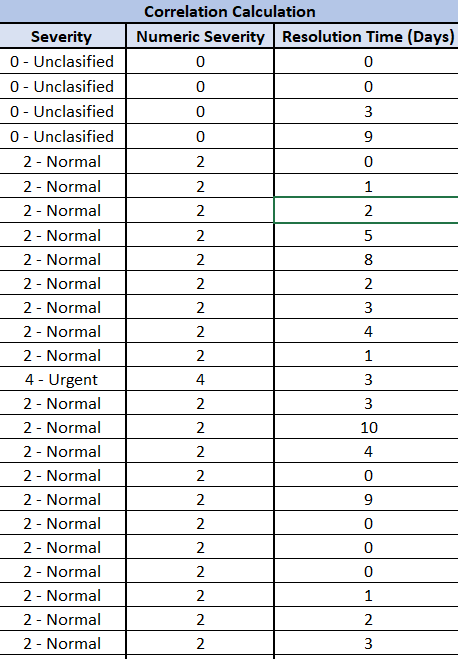 Correlation Calculation
Severity Numeric Severity Resolution Time (Days)
0 - Unclasified 0 0
0 - Unclasified 0 0
0 - Unclasified 0 3
0 - Unclasified 0 9
2 - Normal 2 0
2 - Normal 2 1
2 - Normal 2 2
2 - Normal 2 5
2 - Normal 2 8
2 - Normal 2 2
2 - Normal 2 3
2 - Normal 2 4
2 - Normal 2 1
4 - Urgent 4 3
2 - Normal 2 3
2 - Normal 2 10
2 - Normal 2 4
2 - Normal 2 0
2 - Normal 2 9
2 - Normal 2 0
2 - Normal 2 0
2 - Normal 2 0
2 - Normal 2 1
2 - Normal 2 2
2 - Normal 2 3